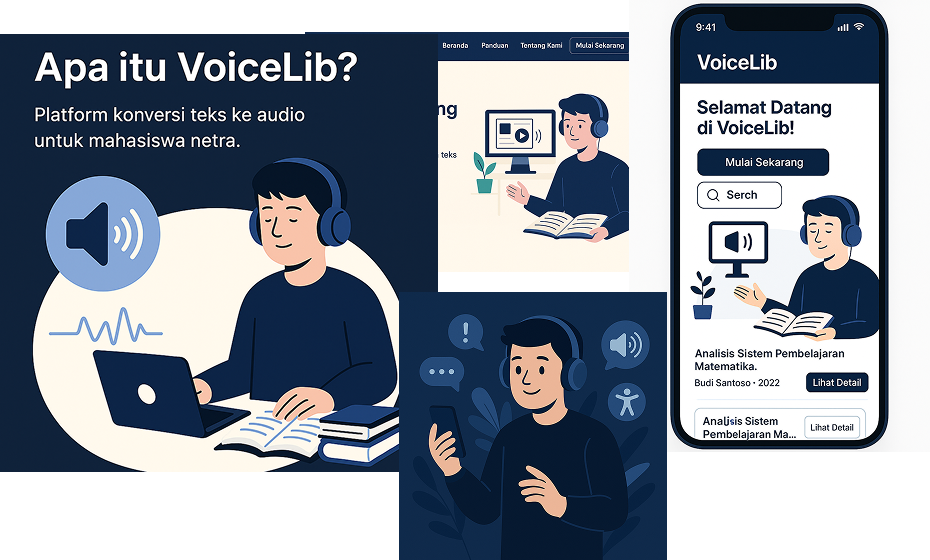 Apa itu VoiceLib?
Platform konversi teks ke audio
untuk mahasiswa netra.
Beranda Panduan Tentang Kami Mulai Sekarang
ng
teks
9:41
VoiceLib
Selamat Datang
di VoiceLib!
Mulai Sekarang
Serch
Analisis Sistem Pembelajaran
Matematika.
Budi Santoso • 2022 Lihat Detail
Analisis Sistem
Pembelajaran Ma... Lihat Detail